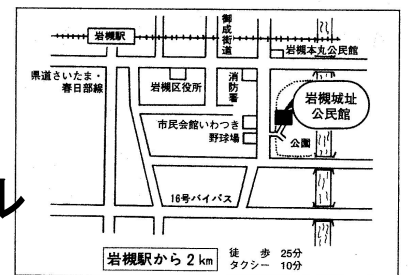 岩槻駅
御成街道
岩槻本丸公民館
県道さいたま・
春日部線
岩槻区役所
消防署
岩槻城址
公民館
市民会館いわつき
野球場
公園
16号バイパス
ル
岩槻駅から2km
徒 歩 25分
タクシー 10分